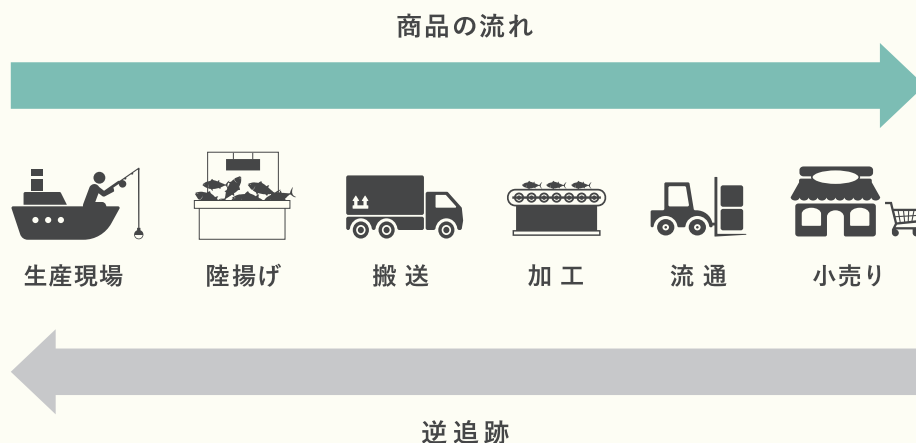 商品の流れ
生産現場
陸揚げ
搬送
加工
流通
小売り
逆追跡